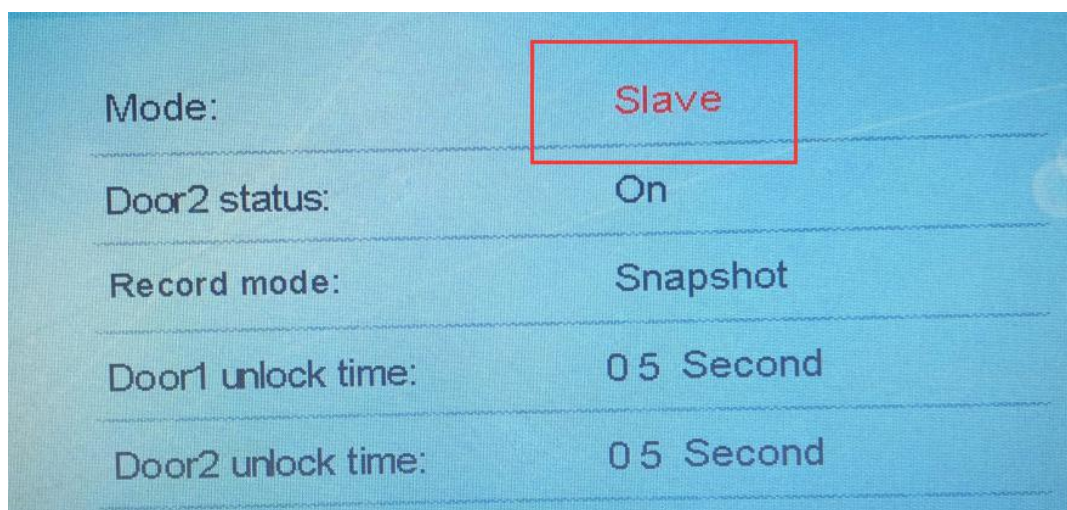 Mode: Slave
Door2 status: On
Record mode: Snapshot
Door1 unlock time: 05 Second
Door2 unlock time: 05 Second